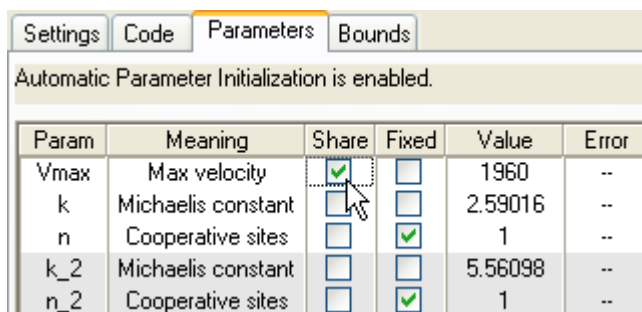 Settings Code Parameters Bounds
Automatic Parameter Initialization is enabled.
Param Meaning Share Fixed Value Error
Vmax Max velocity 1960 --
k Michaelis constant 2.59016 --
n Cooperative sites 1 --
k_2 Michaelis constant 5.56098 --
n_2 Cooperative sites 1 --